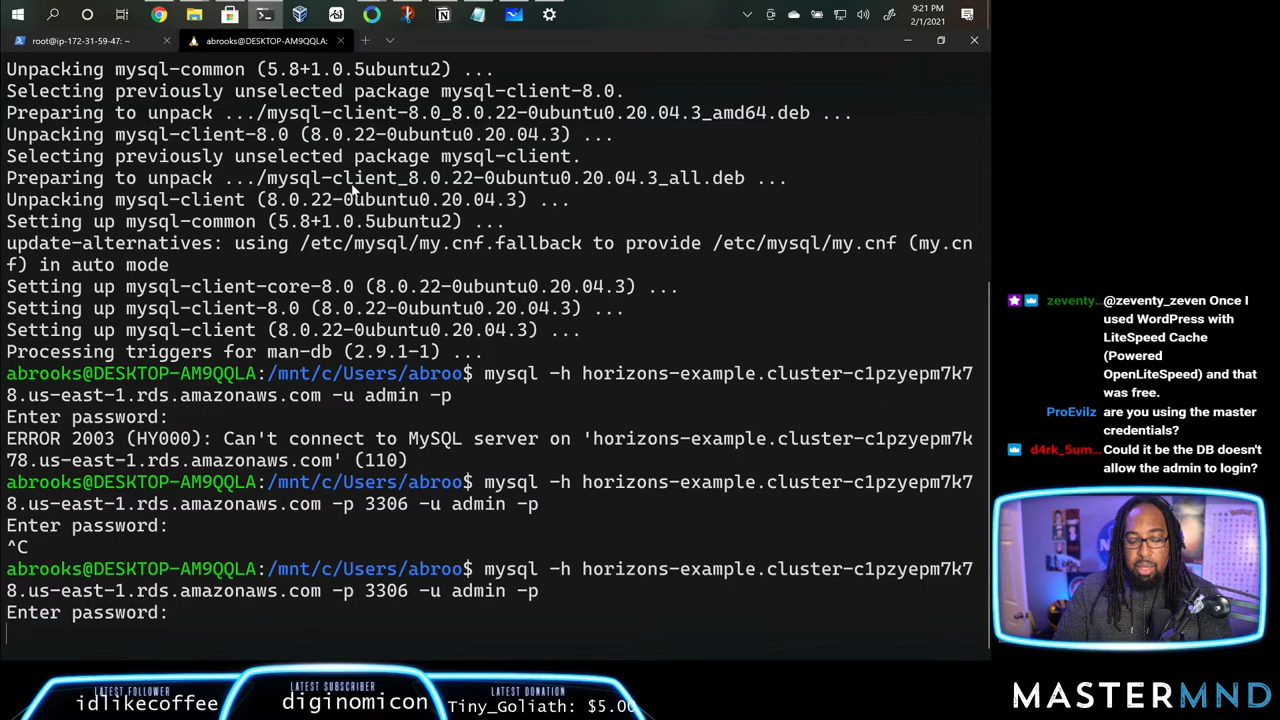 9:21 PM
2/1/2021
root@ip-172-31-59-47: ~
abrooks@DESKTOP-AM9QQLA:
Unpacking mysql-common (5.8+1.0.5ubuntu2) ...
Selecting previously unselected package mysql-client-8.0.
Preparing to unpack .../mysql-client-8.0_8.0.22-0ubuntu0.20.04.3_amd64.deb ...
Unpacking mysql-client-8.0 (8.0.22-0ubuntu0.20.04.3) ...
Selecting previously unselected package mysql-client.
Preparing to unpack .../mysql-client_8.0.22-0ubuntu0.20.04.3_all.deb ...
Unpacking mysql-client (8.0.22-0ubuntu0.20.04.3) ...
Setting up mysql-common (5.8+1.0.5ubuntu2) ...
update-alternatives: using /etc/mysql/my.cnf.fallback to provide /etc/mysql/my.cnf (my.cn
f) in auto mode
Setting up mysql-client-core-8.0 (8.0.22-0ubuntu0.20.04.3) ...
Setting up mysql-client-8.0 (8.0.22-0ubuntu0.20.04.3) ...
Setting up mysql-client (8.0.22-0ubuntu0.20.04.3) ...
Processing triggers for man-db (2.9.1-1) ...
abrooks@DESKTOP-AM9QQLA:/mnt/c/Users/abroo$ mysql -h horizons-example.cluster-c1pzyepm7k7
8.us-east-1.rds.amazonaws.com -u admin -p
Enter password:
ERROR 2003 (HY000): Can't connect to MySQL server on 'horizons-example.cluster-c1pzyepm7k
78.us-east-1.rds.amazonaws.com' (110)
abrooks@DESKTOP-AM9QQLA:/mnt/c/Users/abroo$ mysql -h horizons-example.cluster-c1pzyepm7k7
8.us-east-1.rds.amazonaws.com -p 3306 -u admin -p
Enter password:
^C
abrooks@DESKTOP-AM9QQLA:/mnt/c/Users/abroo$ mysql -h horizons-example.cluster-c1pzyepm7k7
8.us-east-1.rds.amazonaws.com -p 3306 -u admin -p
Enter password:
zeventy... @zeventy_zeven Once I
used WordPress with
LiteSpeed Cache
(Powered
OpenLiteSpeed) and that
was free.
ProEvilz are you using the master
credentials?
d4rk_Sum... Could it be the DB doesn't
allow the admin to login?
LATEST FOLLOWER
idlikecoffee
LATEST SUBSCRIBER
diginomicon
LATEST DONATION
Tiny_Goliath: $5.00
MASTERMND